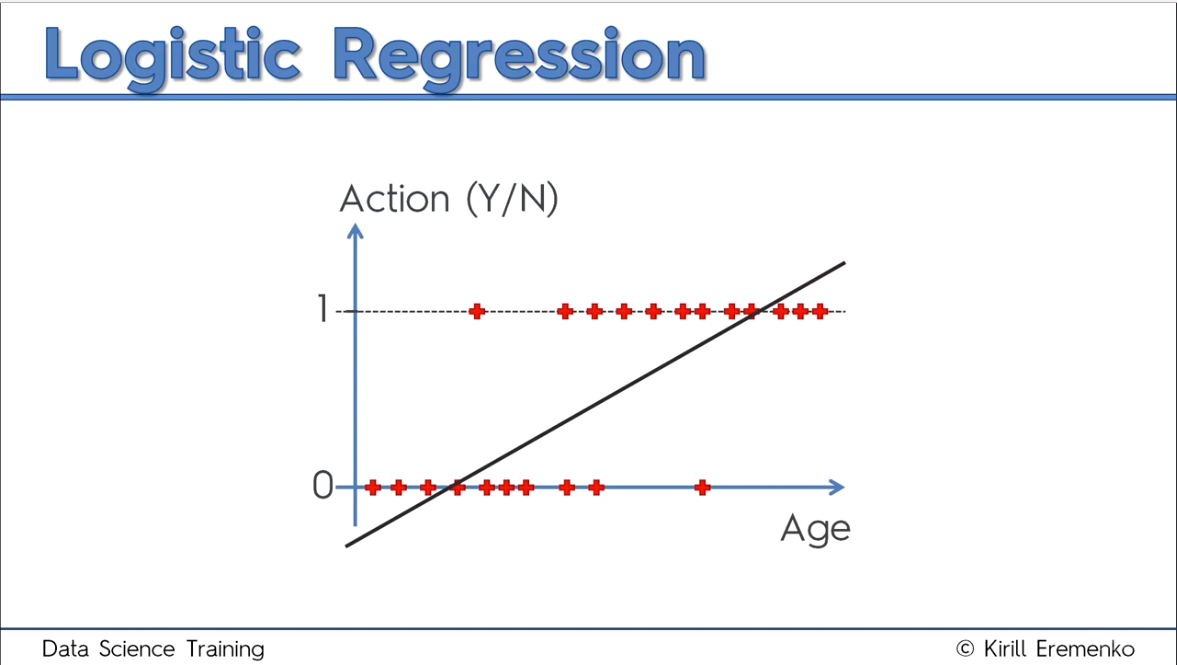 Logistic Regression
Action (Y/N)
1
0
Age
Data Science Training
© Kirill Eremenko